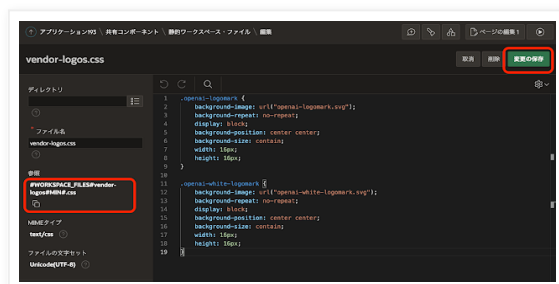 アプリケーション193 \ 共有コンポーネント \ 静的ワークスペース・ファイル \ 編集
ページの編集 1
vendor-logos.css
取消
削除
変更の保存
ディレクトリ
* ファイル名
vendor-logos.css
参照
#WORKSPACE_FILES#vendor-
logos#MIN#.css
MIMEタイプ
text/css
ファイルの文字セット
Unicode(UTF-8)
1 .openai-logomark {
2 background-image: url("openai-logomark.svg");
3 background-repeat: no-repeat;
4 display: block;
5 background-position: center center;
6 background-size: contain;
7 width: 16px;
8 height: 16px;
9 }
10
11 .openai-white-logomark {
12 background-image: url("openai-white-logomark.svg");
13 background-repeat: no-repeat;
14 display: block;
15 background-position: center center;
16 background-size: contain;
17 width: 16px;
18 height: 16px;
19 }